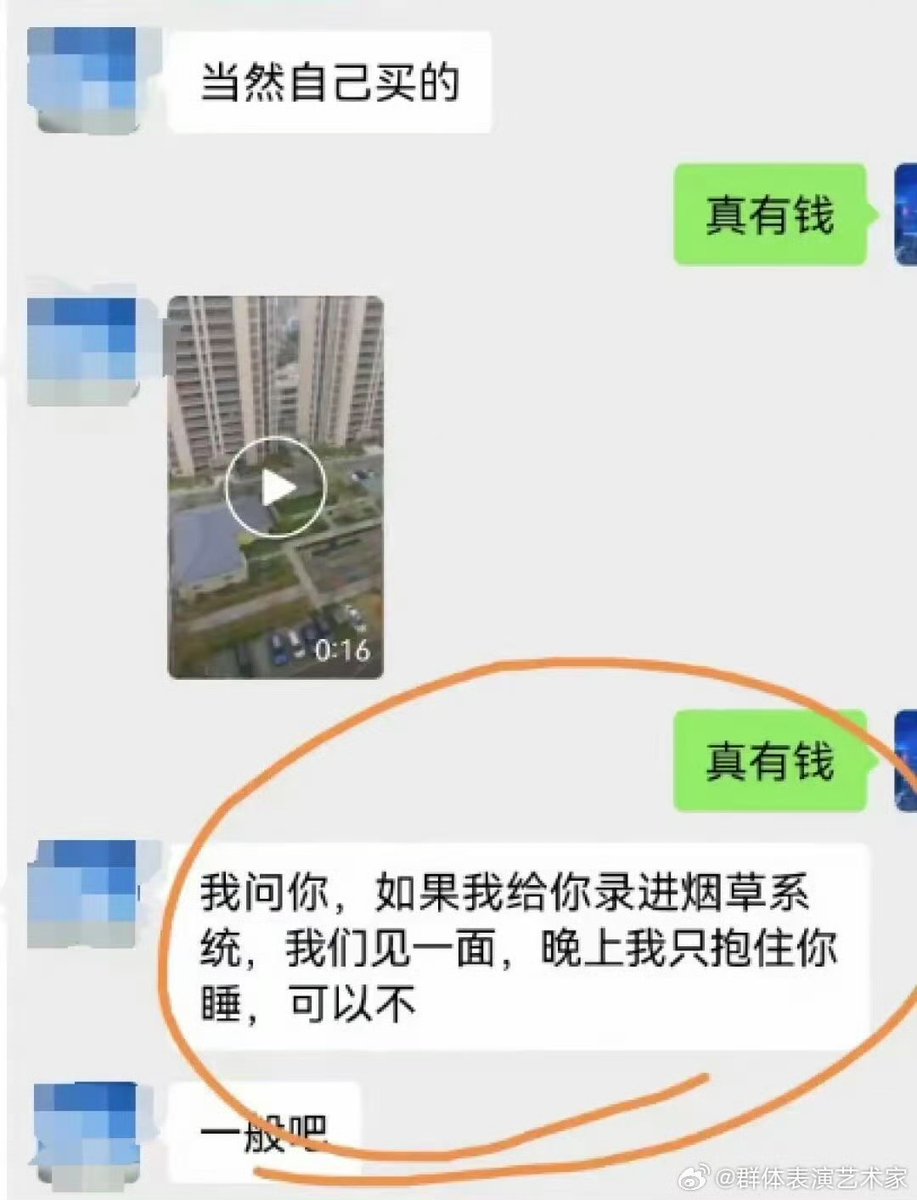 当然自己买的
真有钱
0:16
真有钱
我问你，如果我给你录进烟草系
统，我们见一面，晚上我只抱住你
睡，可以不
一般吧
@群体表演艺术家